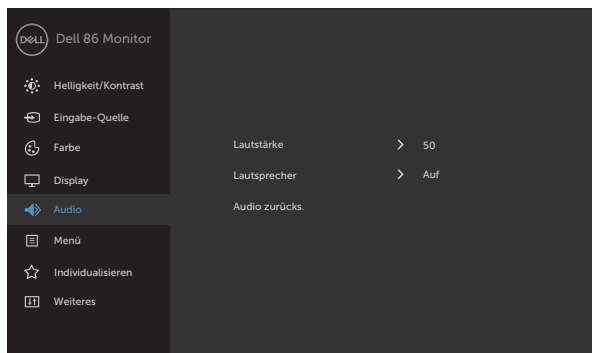 DELL Dell 86 Monitor
Helligkeit/Kontrast
Eingabe-Quelle
Farbe
Display
Audio
Menü
Individualisieren
Weiteres
Lautstärke > 50
Lautsprecher > Auf
Audio zurücks.